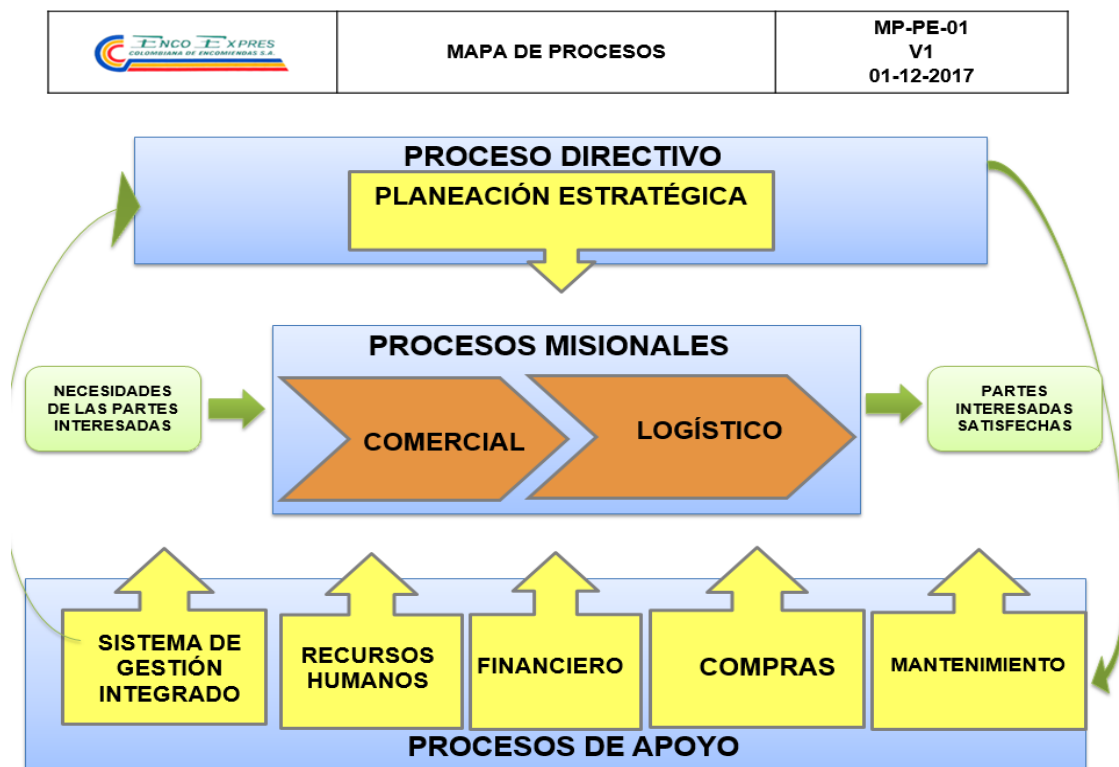 ENCO EXPRES
COLOMBIANA DE ENCOMIENDAS S.A.
MAPA DE PROCESOS
MP-PE-01
V1
01-12-2017
PROCESO DIRECTIVO
PLANEACIÓN ESTRATÉGICA
PROCESOS MISIONALES
NECESIDADES
DE LAS PARTES
INTERESADAS
COMERCIAL
LOGÍSTICO
PARTES
INTERESADAS
SATISFECHAS
SISTEMA DE
GESTIÓN
INTEGRADO
RECURSOS
HUMANOS
FINANCIERO
COMPRAS
MANTENIMIENTO
PROCESOS DE APOYO